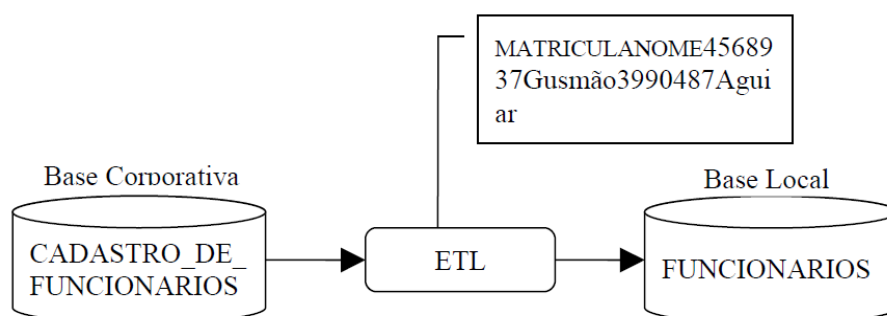 MATRICULANOME45689
37Gusmão3990487Agui
ar
Base Corporativa
CADASTRO_DE_
FUNCIONARIOS
ETL
Base Local
FUNCIONARIOS